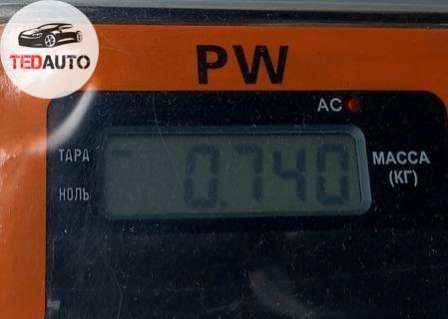 TEDAUTO
PW
AC
ТАРА
0.740
МАССА
(КГ)
НОЛЬ